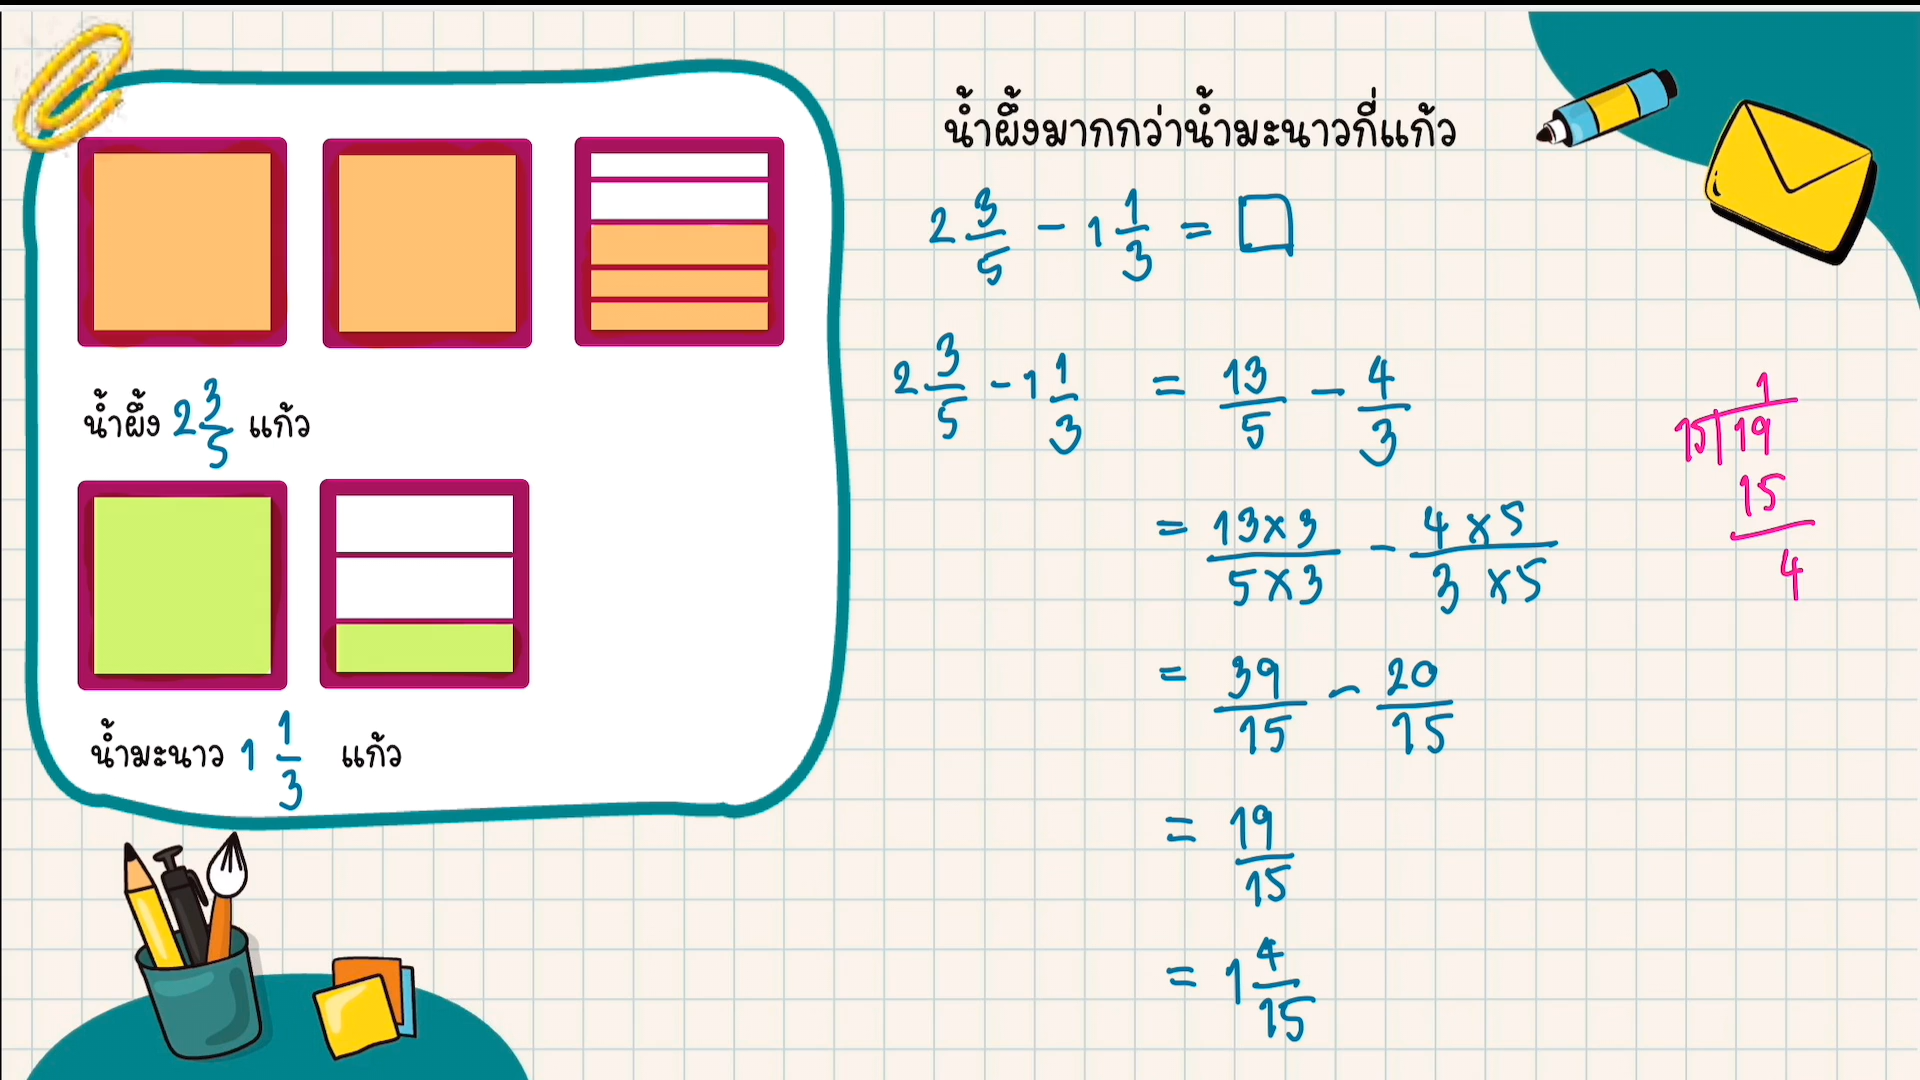 น้ำผึ้ง 2 3/5 แก้ว
น้ำมะนาว 1 1/3 แก้ว
น้ำผึ้งมากกว่าน้ำมะนาวกี่แก้ว
2 3/5 - 1 1/3 = □
2 3/5 - 1 1/3 = 13/5 - 4/3
= 13×3/5×3 - 4×5/3×5
= 39/15 - 20/15
= 19/15
= 1 4/15
1
15 19
15
4